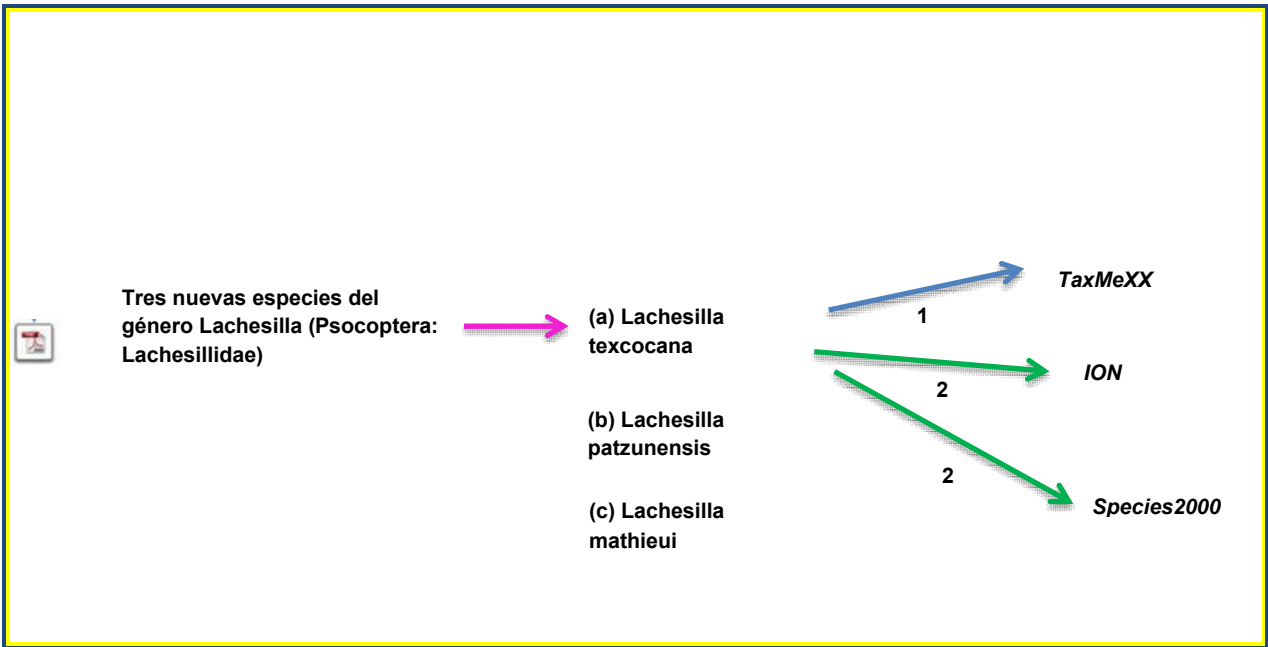 Tres nuevas especies del
género Lachesilla (Psocoptera:
Lachesillidae)
(a) Lachesilla
texcocana
(b) Lachesilla
patzunensis
(c) Lachesilla
mathieui
1
2
2
TaxMeXX
ION
Species2000